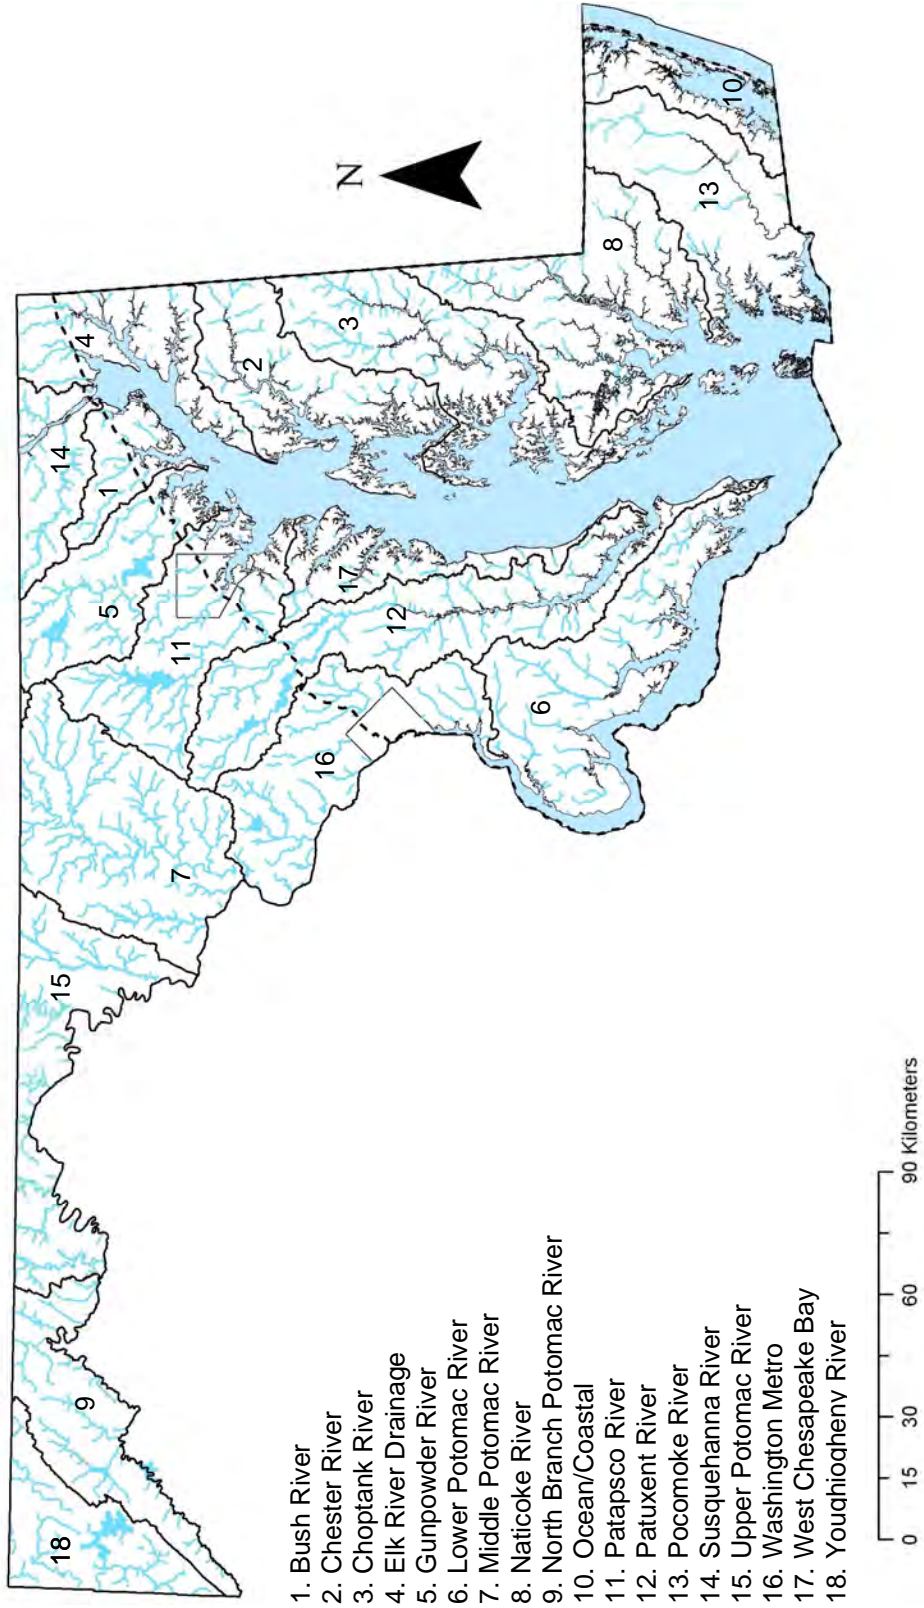 N
18
9
15
7
16
5
11
14
1
4
17
12
6
2
3
8
13
10
1. Bush River
2. Chester River
3. Choptank River
4. Elk River Drainage
5. Gunpowder River
6. Lower Potomac River
7. Middle Potomac River
8. Naticoke River
9. North Branch Potomac River
10. Ocean/Coastal
11. Patapsco River
12. Patuxent River
13. Pocomoke River
14. Susquehanna River
15. Upper Potomac River
16. Washington Metro
17. West Chesapeake Bay
18. Youghiogheny River
0 15 30 60 90 Kilometers